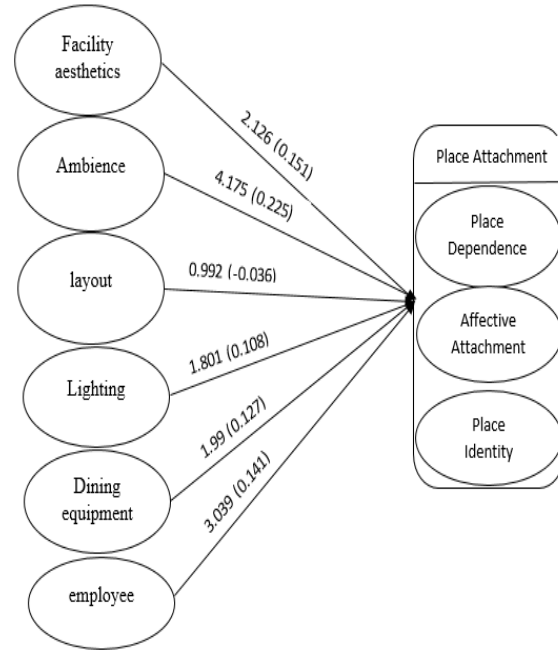 Facility
aesthetics
Ambience
layout
Lighting
Dining
equipment
employee
2.126 (0.151)
4.175 (0.225)
0.992 (-0.036)
1.801 (0.108)
1.99 (0.127)
3.039 (0.141)
Place Attachment
Place
Dependence
Affective
Attachment
Place
Identity